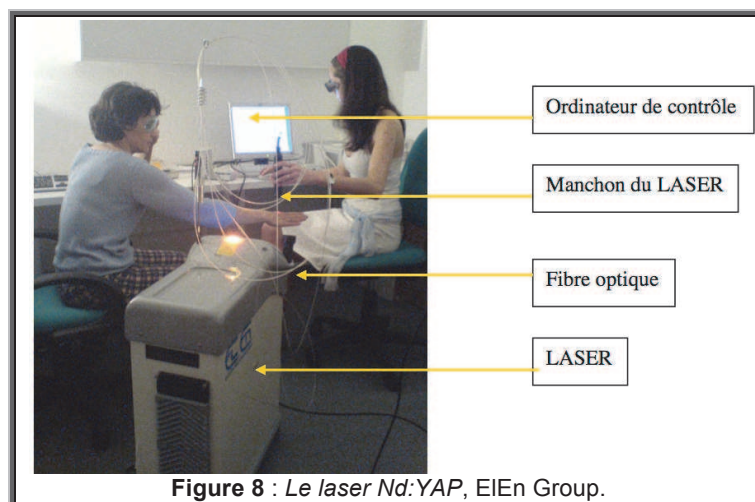 Ordinateur de contrôle
Manchon du LASER
Fibre optique
LASER
Figure 8 : Le laser Nd:YAP, ElEn Group.